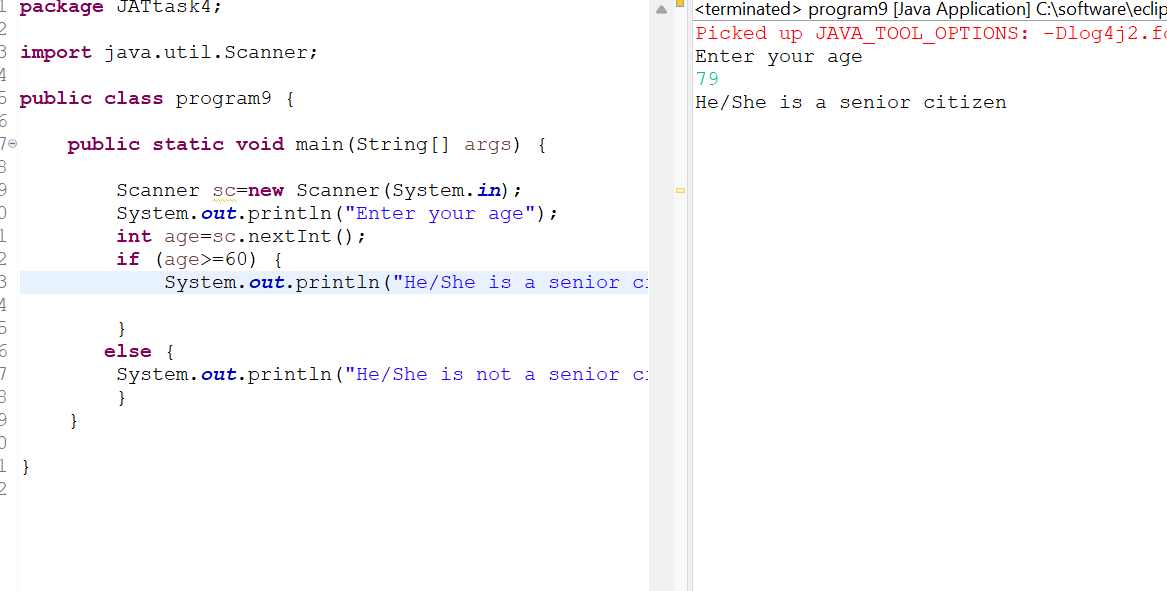 package JATtask4;
2
3 import java.util.Scanner;
4
5 public class program9 {
6
7 public static void main(String[] args) {
8
9 Scanner sc=new Scanner(System.in);
0 System.out.println("Enter your age");
1 int age=sc.nextInt();
2 if (age>=60) {
3 System.out.println("He/She is a senior
4
5 }
6 else {
7 System.out.println("He/She is not a senior
8 }
9 }
0
1 }
2
<terminated> program9 [Java Application] C:\software\eclip
Picked up JAVA_TOOL_OPTIONS: -Dlog4j2.fo
Enter your age
79
He/She is a senior citizen